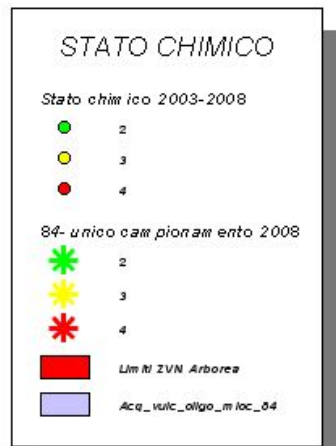 STATO CHIMICO
Stato chimico 2003-2008
2
3
4
84- unico campionamento 2008
2
3
4
Limiti ZVN Arborea
Acq_vulc_oligo_mioc_84